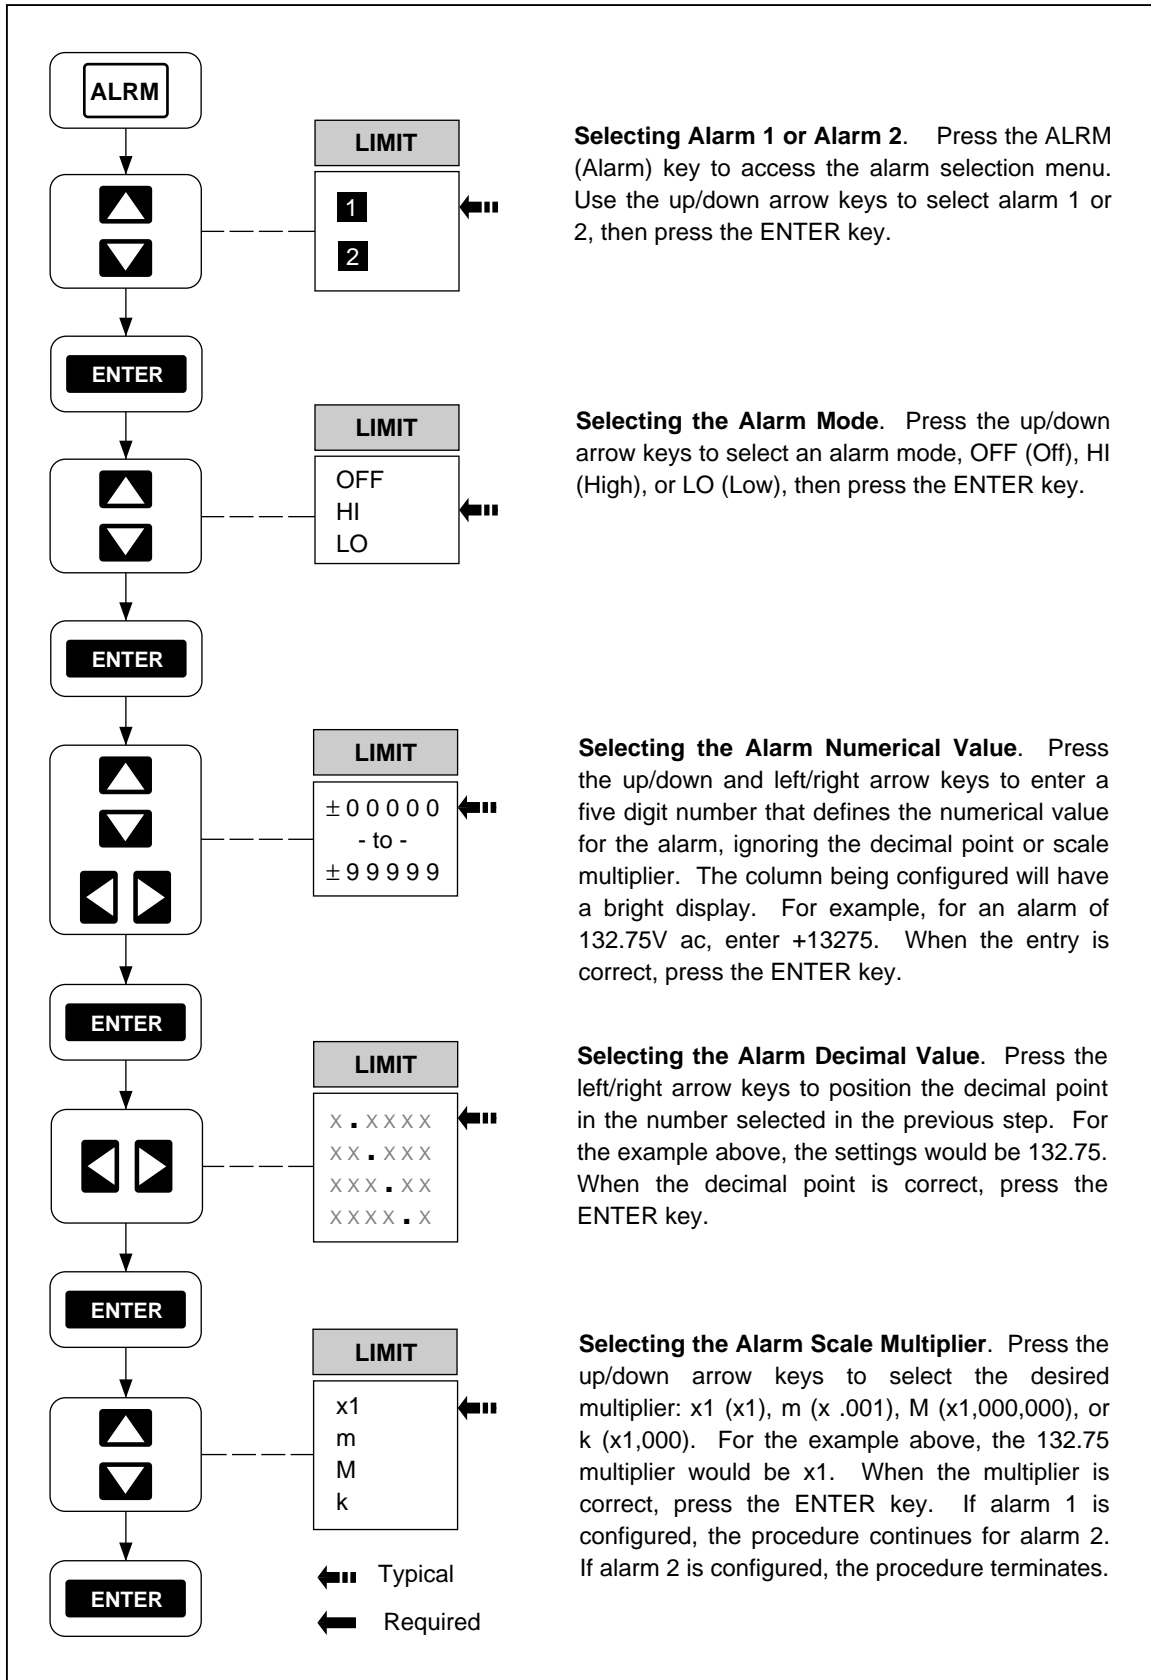 ALRM
LIMIT
1
2
Selecting Alarm 1 or Alarm 2. Press the ALRM
(Alarm) key to access the alarm selection menu.
Use the up/down arrow keys to select alarm 1 or
2, then press the ENTER key.
ENTER
LIMIT
OFF
HI
LO
Selecting the Alarm Mode. Press the up/down
arrow keys to select an alarm mode, OFF (Off), HI
(High), or LO (Low), then press the ENTER key.
ENTER
LIMIT
±00000
- to -
±99999
Selecting the Alarm Numerical Value. Press
the up/down and left/right arrow keys to enter a
five digit number that defines the numerical value
for the alarm, ignoring the decimal point or scale
multiplier. The column being configured will have
a bright display. For example, for an alarm of
132.75V ac, enter +13275. When the entry is
correct, press the ENTER key.
ENTER
LIMIT
x.xxxx
xx.xxx
xxx.xx
xxxx.x
Selecting the Alarm Decimal Value. Press the
left/right arrow keys to position the decimal point
in the number selected in the previous step. For
the example above, the settings would be 132.75.
When the decimal point is correct, press the
ENTER key.
ENTER
LIMIT
x1
m
M
k
Selecting the Alarm Scale Multiplier. Press the
up/down arrow keys to select the desired
multiplier: x1 (x1), m (x .001), M (x1,000,000), or
k (x1,000). For the example above, the 132.75
multiplier would be x1. When the multiplier is
correct, press the ENTER key. If alarm 1 is
configured, the procedure continues for alarm 2.
If alarm 2 is configured, the procedure terminates.
ENTER
Typical
Required